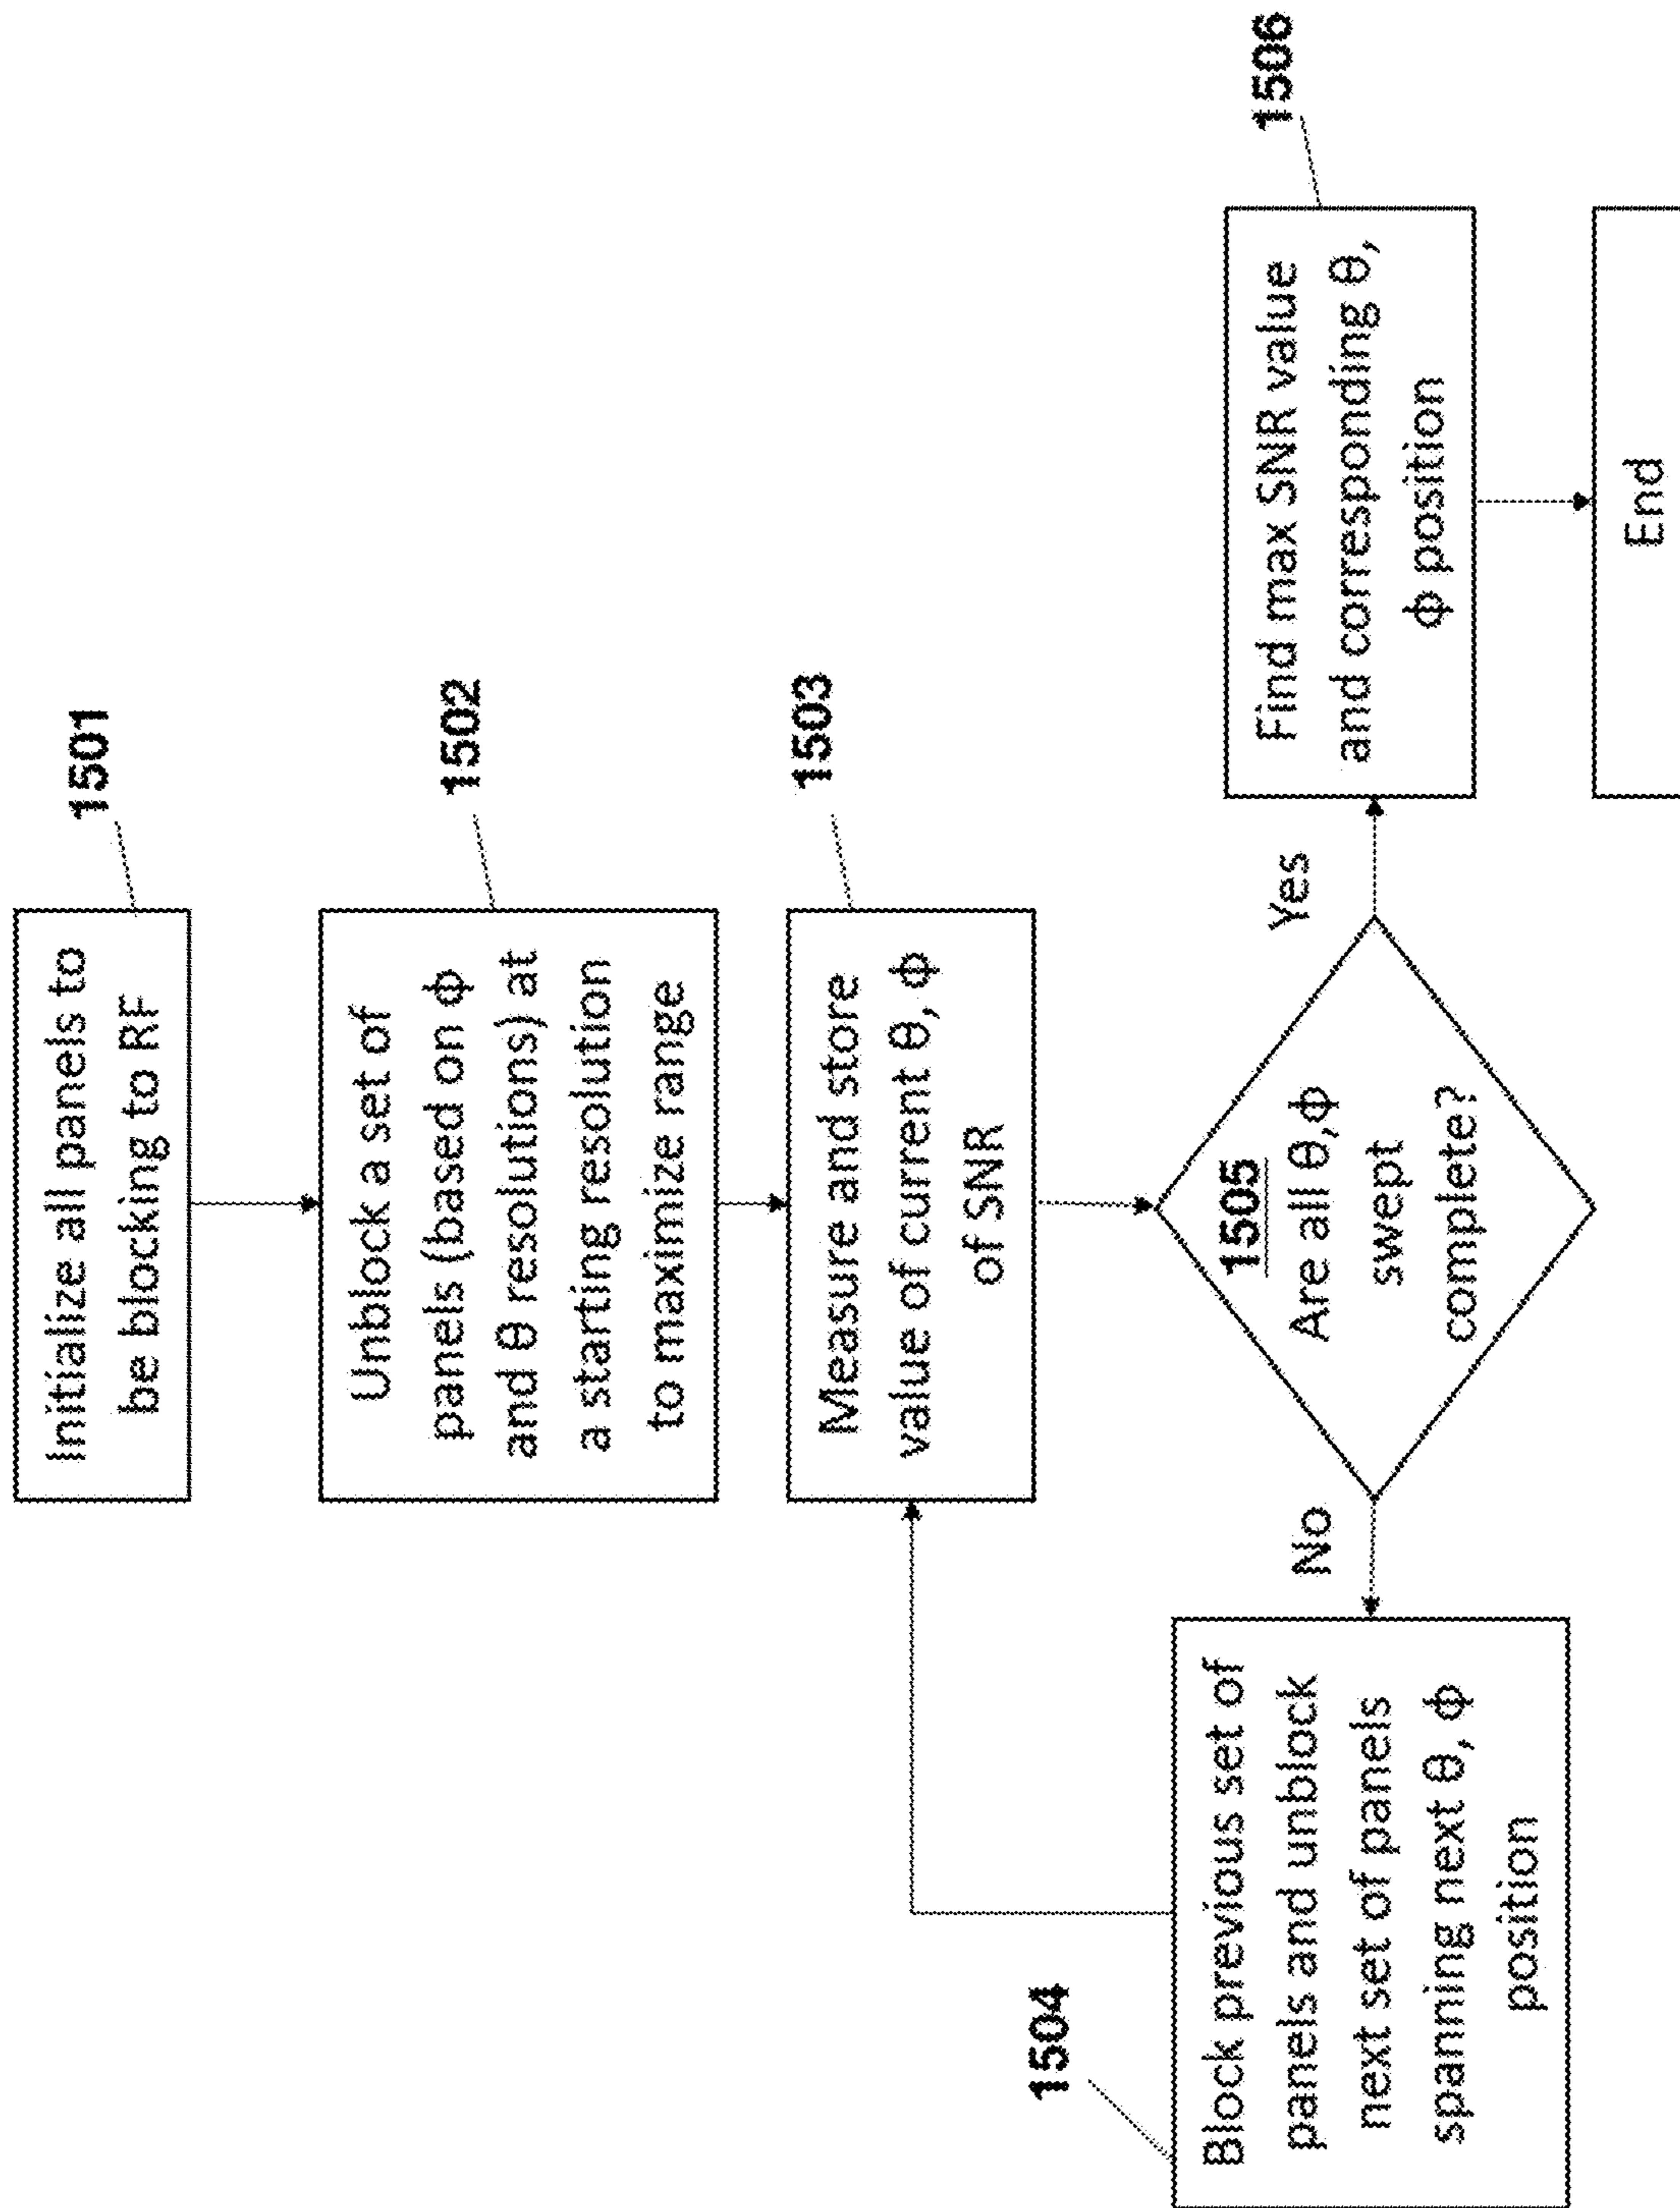 1501
Initialize all panels to
be blocking to RF
1502
Unblock a set of
panels (based on ϕ
and θ resolutions) at
a starting resolution
to maximize range
1503
Measure and store
value of current θ, ϕ
of SNR
1505
Are all θ,ϕ
swept
complete?
No
Yes
1504
Block previous set of
panels and unblock
next set of panels
spanning next θ, ϕ
position
1506
Find max SNR value
and corresponding θ,
ϕ position
End